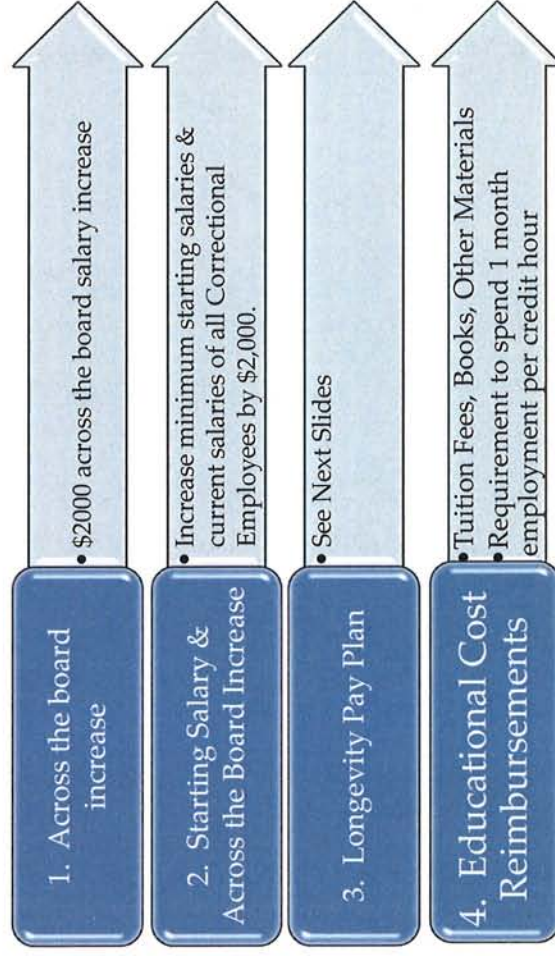 1. Across the board
increase
• $2000 across the board salary increase
2. Starting Salary &
Across the Board Increase
• Increase minimum starting salaries &
current salaries of all Correctional
Employees by $2,000.
3. Longevity Pay Plan
• See Next Slides
4. Educational Cost
Reimbursements
• Tuition Fees, Books, Other Materials
• Requirement to spend 1 month
employment per credit hour